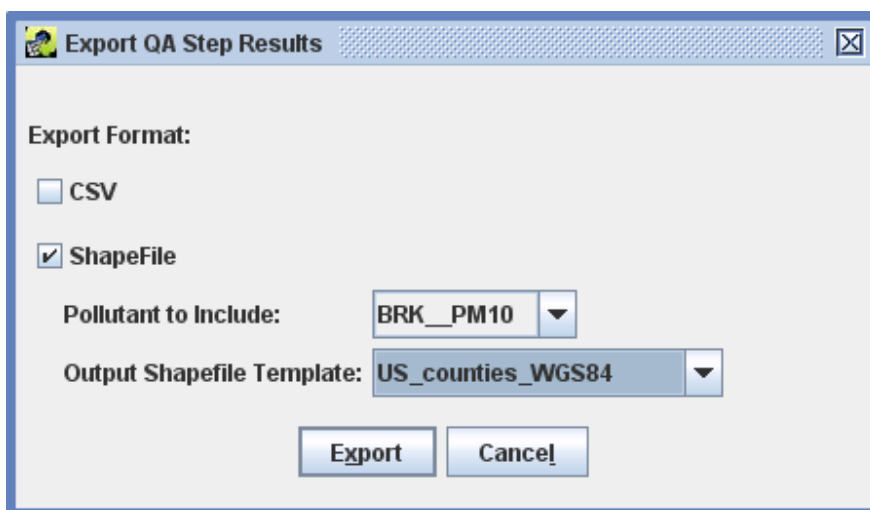 Export QA Step Results
Export Format:
CSV
ShapeFile
Pollutant to Include: BRK__PM10
Output Shapefile Template: US_counties_WGS84
Export Cancel